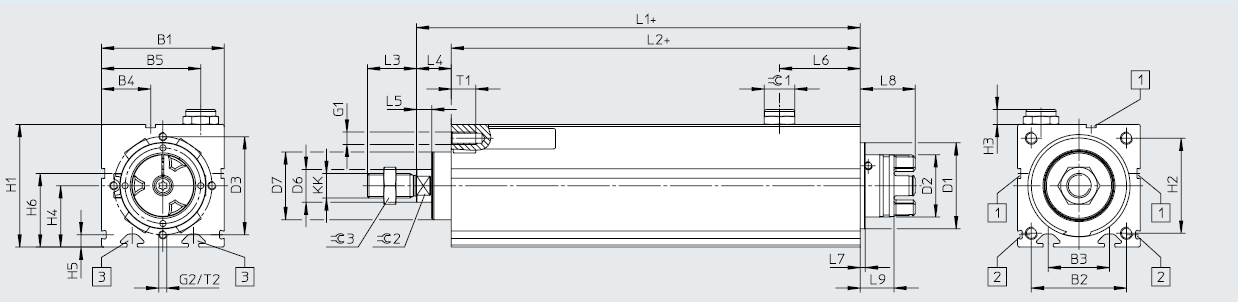 B1
B5
B4
H1
H6
H4
H5
D3
3
3
G2/T2
L1+
L2+
L3
L4
L6
T1
=©1
L8
L5
G1
D7
D6
KK
=©3
=©2
D2
D1
L7
L9
1
H3
H2
1
1
2
2
B3
B2